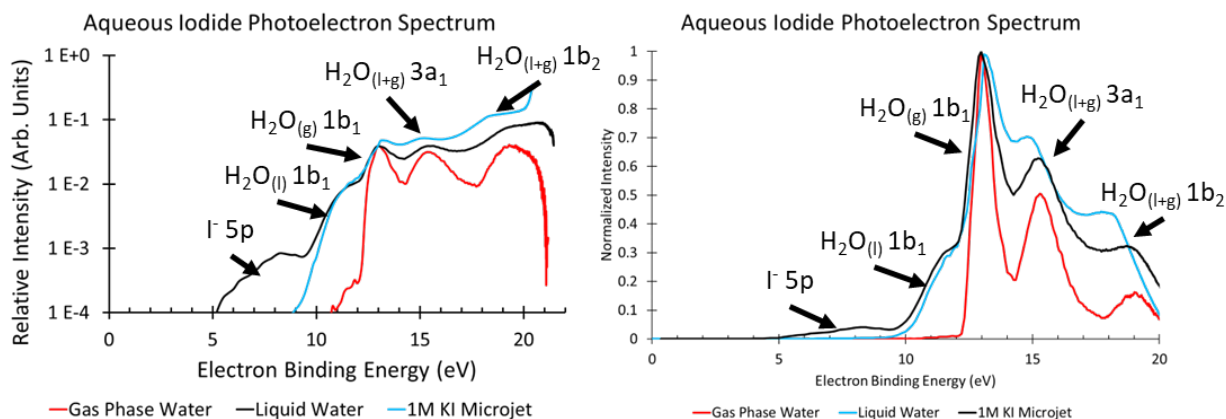 Aqueous Iodide Photoelectron Spectrum
Relative Intensity (Arb. Units)
1 E+0
1 E-1
1 E-2
1 E-3
1 E-4
H₂O₍ₗ₊g₎ 1b₂
H₂O₍ₗ₊g₎ 3a₁
H₂O₍g₎ 1b₁
H₂O₍ₗ₎ 1b₁
I⁻ 5p
0 5 10 15 20
Electron Binding Energy (eV)
Gas Phase Water Liquid Water 1M KI Microjet
Aqueous Iodide Photoelectron Spectrum
Normalized Intensity
1
0.9
0.8
0.7
0.6
0.5
0.4
0.3
0.2
0.1
0
H₂O₍g₎ 1b₁
H₂O₍ₗ₊g₎ 3a₁
H₂O₍ₗ₊g₎ 1b₂
H₂O₍ₗ₎ 1b₁
I⁻ 5p
0 5 10 15 20
Electron Binding Energy (eV)
Gas Phase Water Liquid Water 1M KI Microjet